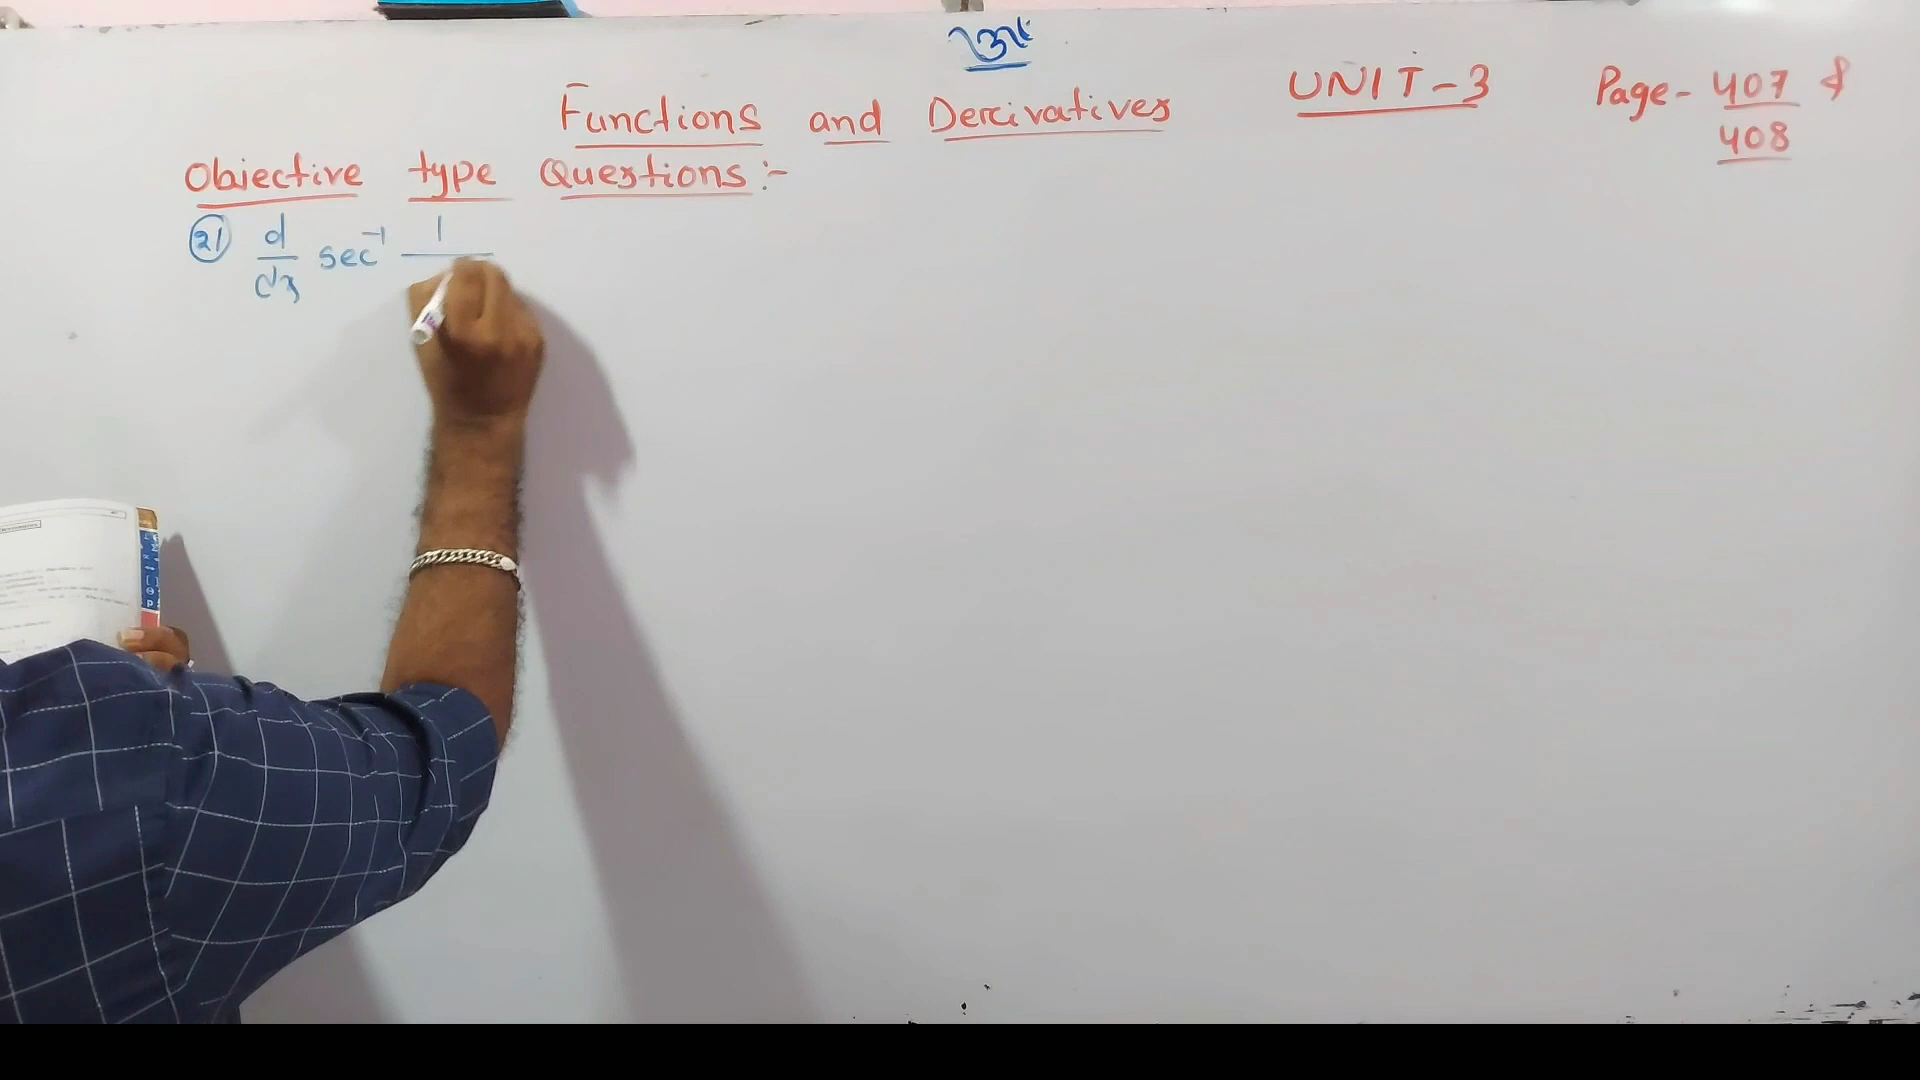 ଓଁ
Functions and Derivatives UNIT-3 Page-407 &
408
Objective type Questions:-
21 d/dx sec⁻¹ 1/